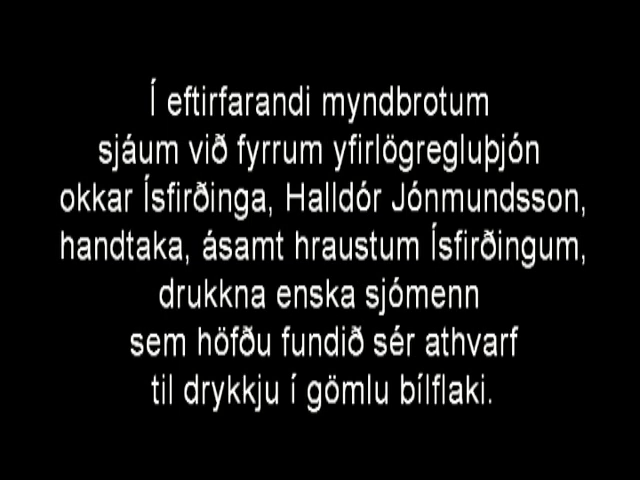 Í eftirfarandi myndbrotum
sjáum við fyrrum yfirlögregluþjón
okkar Ísfirðinga, Halldór Jónmundsson,
handtaka, ásamt hraustum Ísfirðingum,
drukkna enska sjómenn
sem höfðu fundið sér athvarf
til drykkju í gömlu bílflaki.